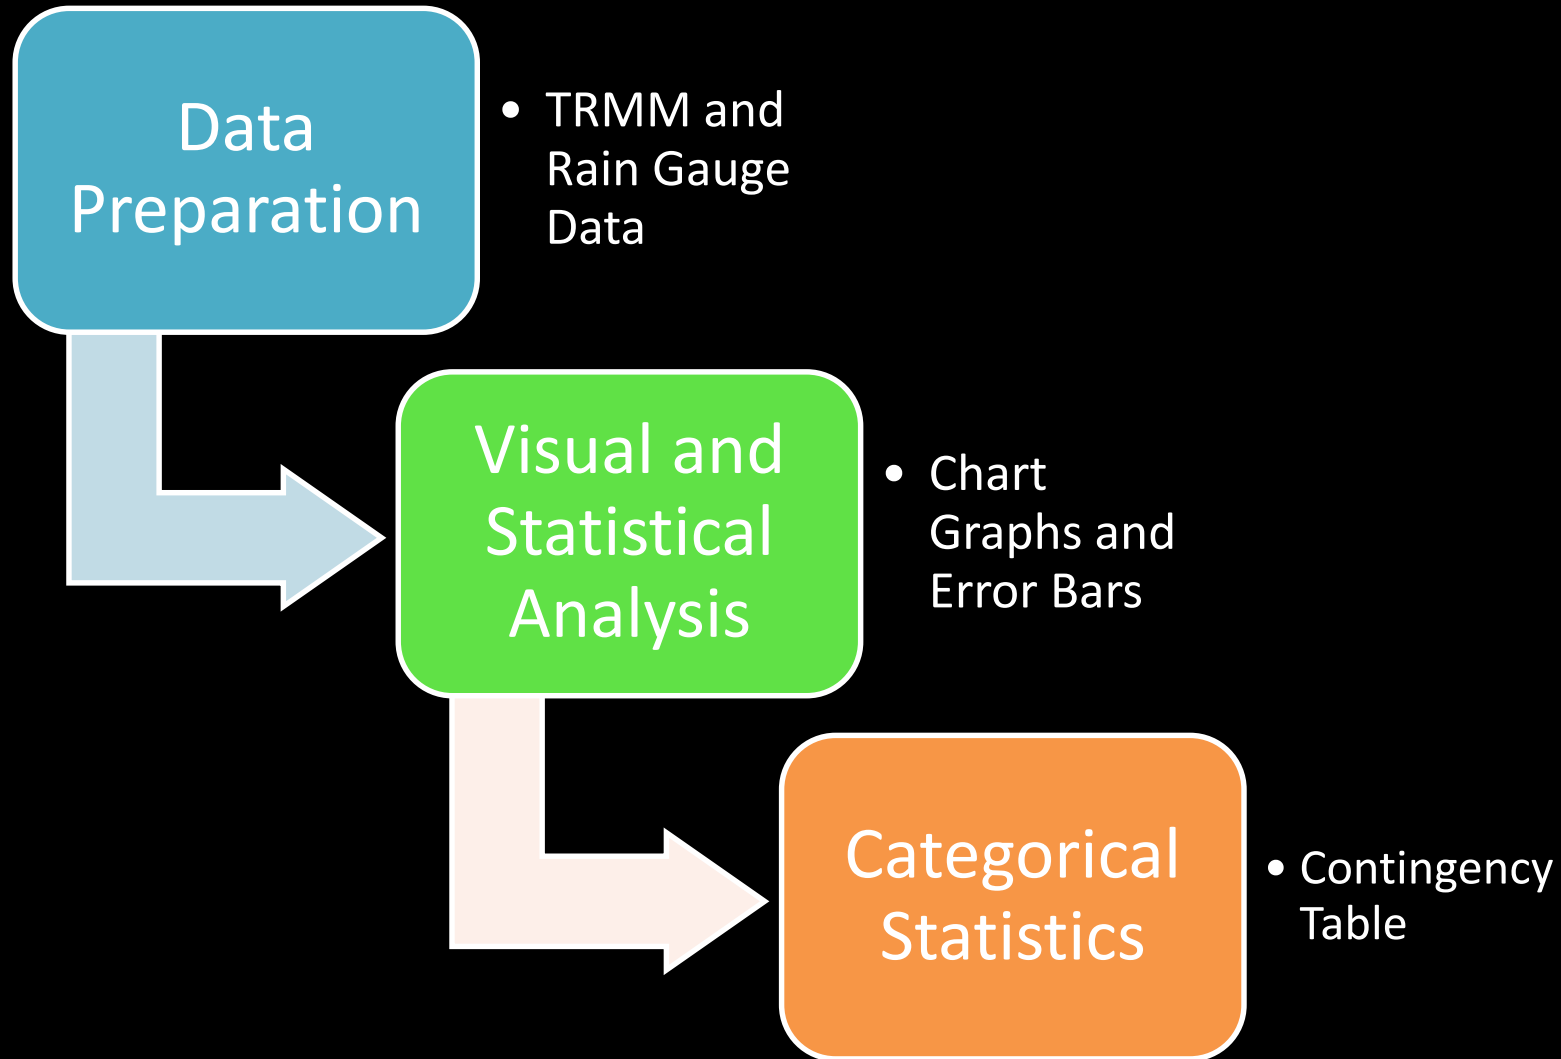 Data
Preparation
• TRMM and
Rain Gauge
Data
Visual and
Statistical
Analysis
• Chart
Graphs and
Error Bars
Categorical
Statistics
• Contingency
Table